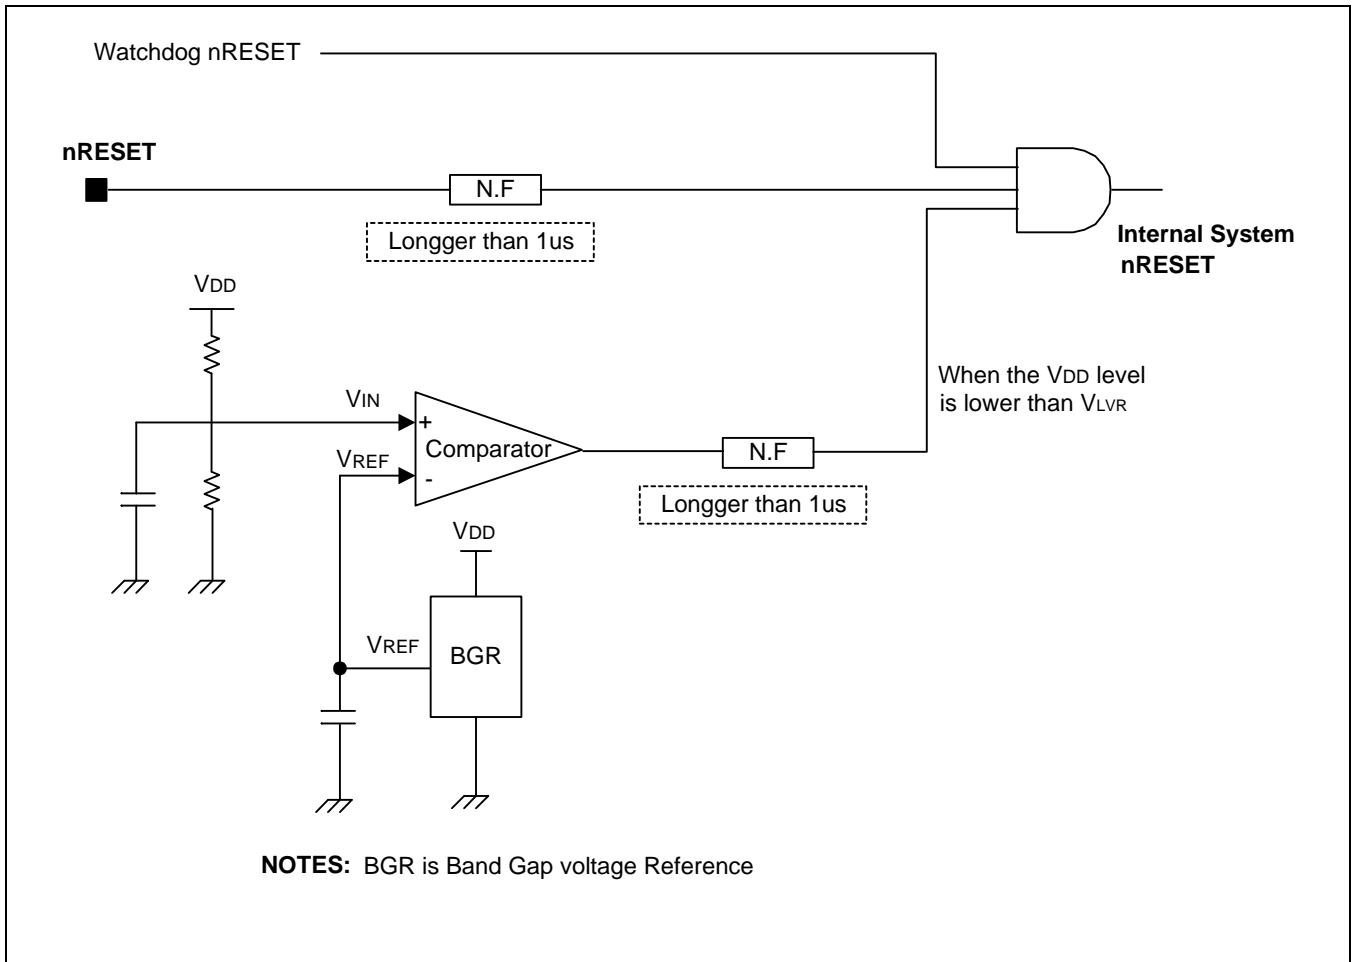 Watchdog nRESET
nRESET
N.F
Longger than 1us
Internal System
nRESET
VDD
When the VDD level
is lower than VLVR
VIN
+
Comparator
VREF
-
N.F
Longger than 1us
VDD
VREF
BGR
NOTES: BGR is Band Gap voltage Reference